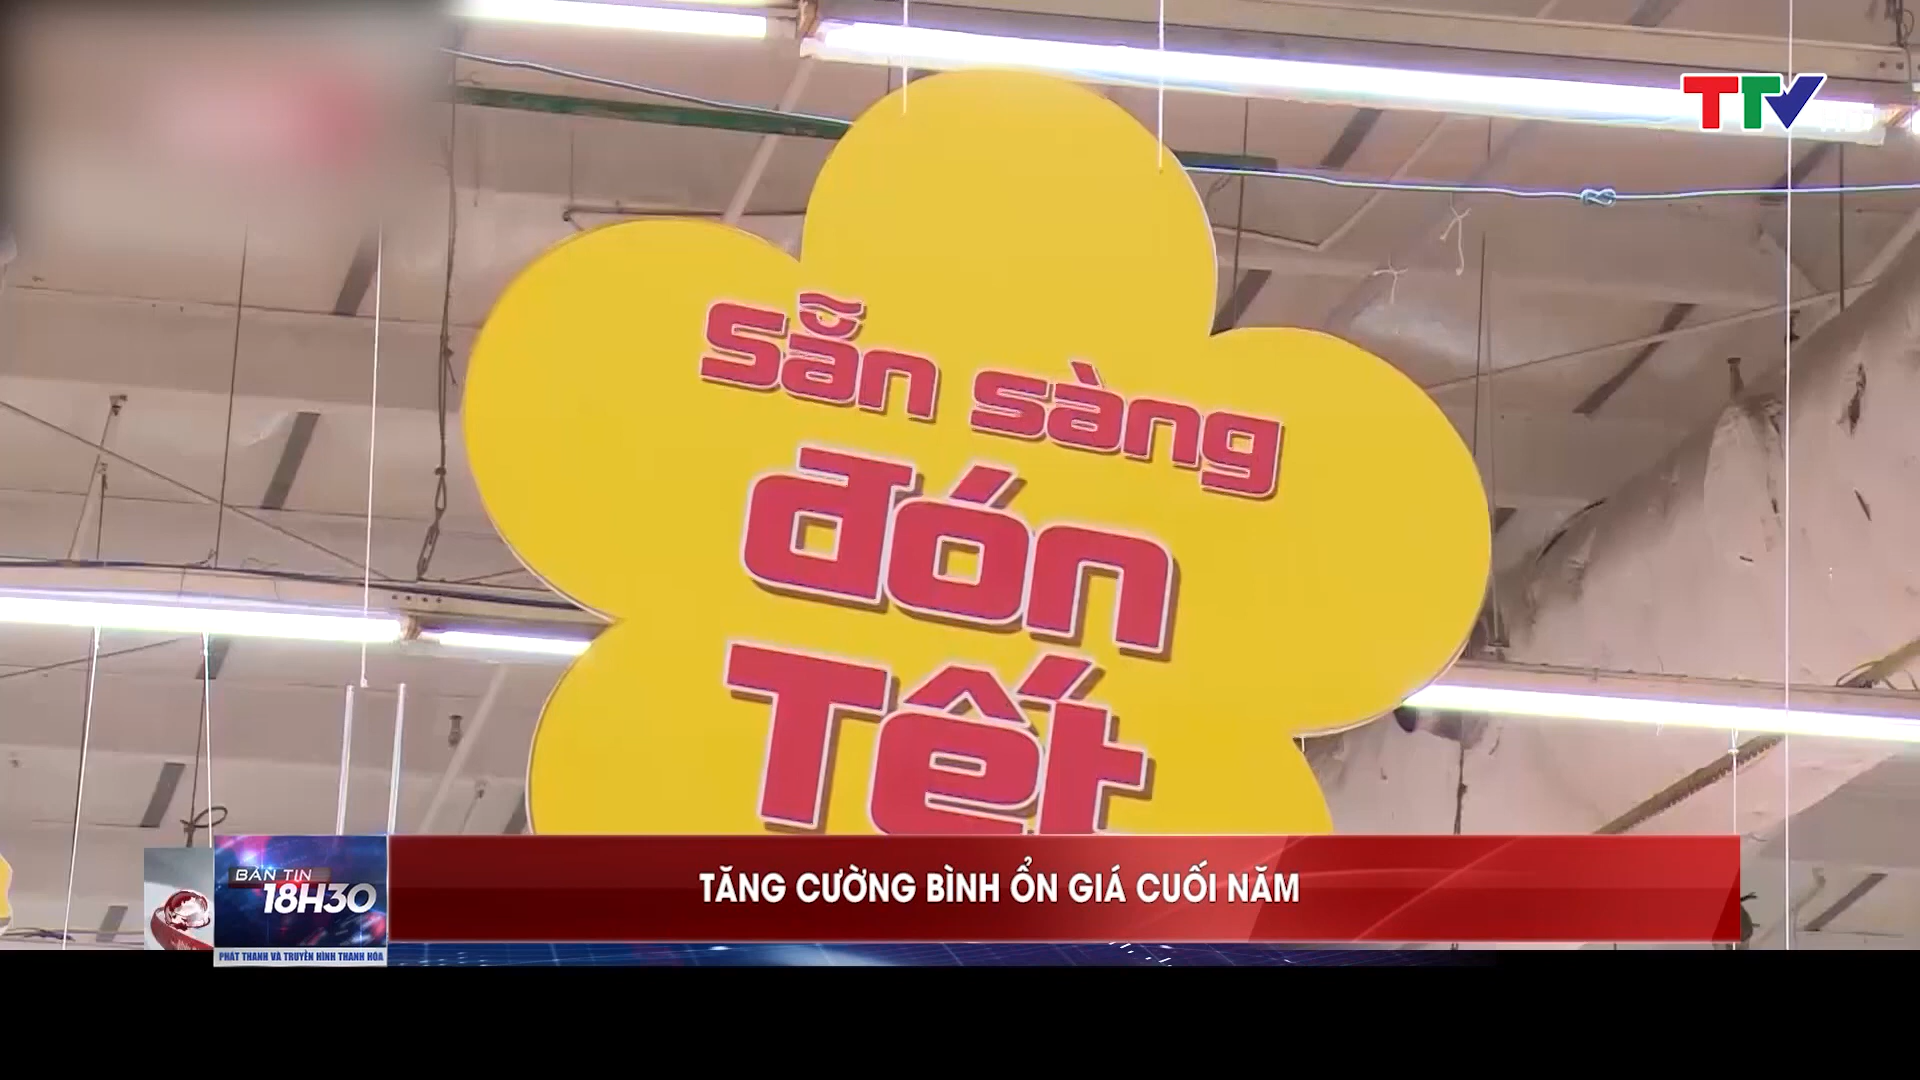 TTV
Sẵn sàng
đón
Tết
BẢN TIN
18H30
TĂNG CƯỜNG BÌNH ỔN GIÁ CUỐI NĂM
PHÁT THANH VÀ TRUYỀN HÌNH THANH HÓA